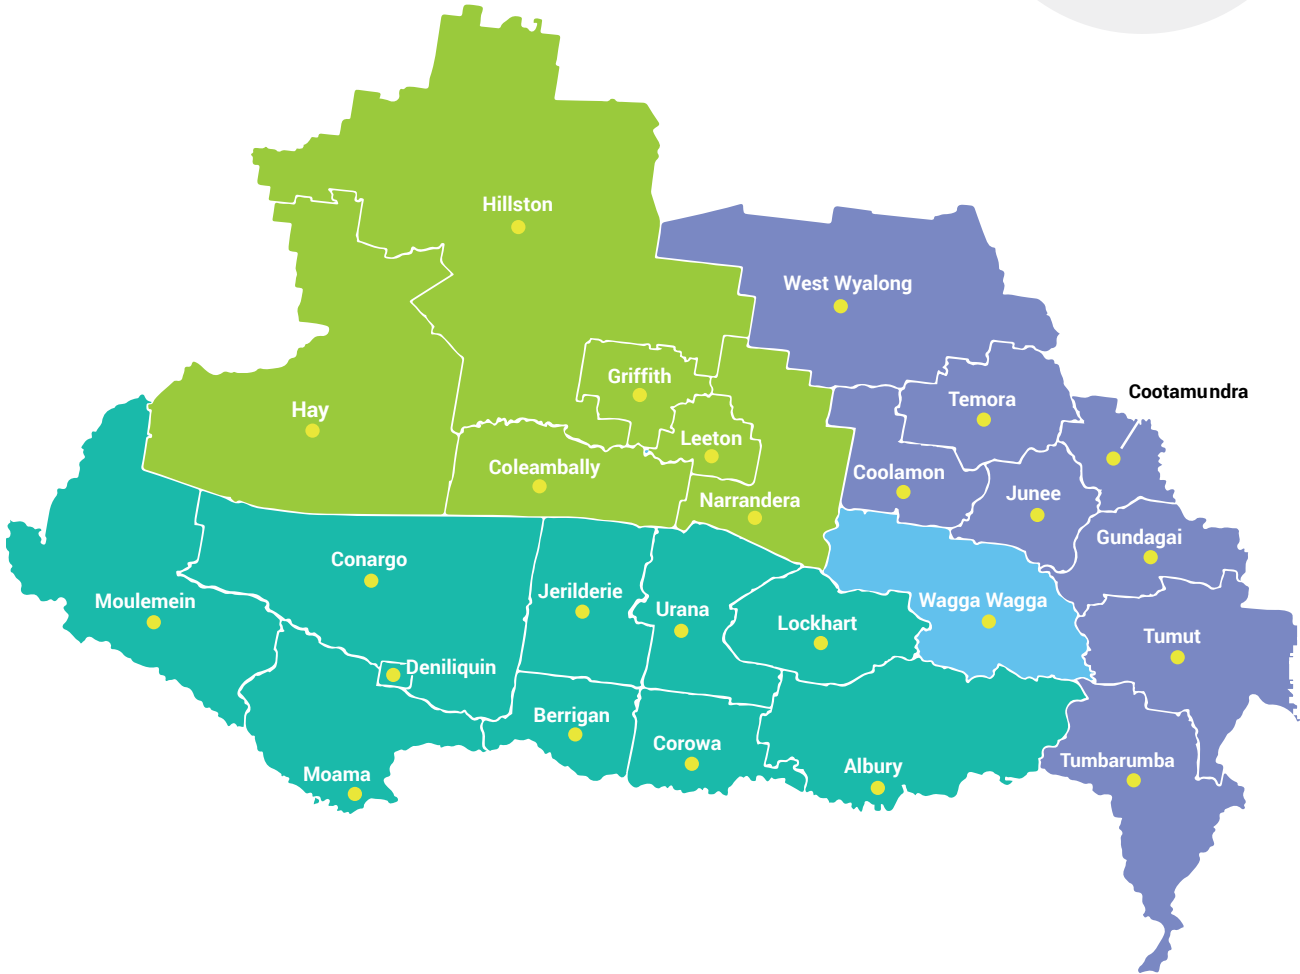 Hillston
West Wyalong
Griffith
Cootamundra
Temora
Hay
Leeton
Coleambally
Coolamon
Junee
Narrandera
Gundagai
Conargo
Jerilderie
Moulemein
Urana
Wagga Wagga
Lockhart
Tumut
Deniliquin
Berrigan
Corowa
Tumbarumba
Albury
Moama